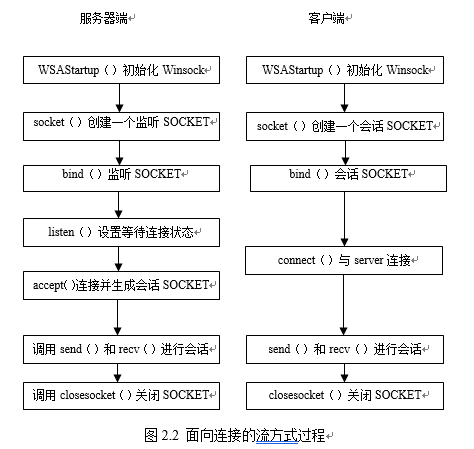 服务器端
客户端
WSAStartup（）初始化 Winsock
WSAStartup（）初始化 Winsock
socket（）创建一个监听 SOCKET
socket（）创建一个会话 SOCKET
bind（）监听 SOCKET
bind（）会话 SOCKET
listen（）设置等待连接状态
connect（）与 server 连接
accept()连接并生成会话 SOCKET
调用 send（）和 recv（）进行会话
send（）和 recv（）进行会话
调用 closesocket（）关闭 SOCKET
closesocket（）关闭 SOCKET
图 2.2 面向连接的流方式过程